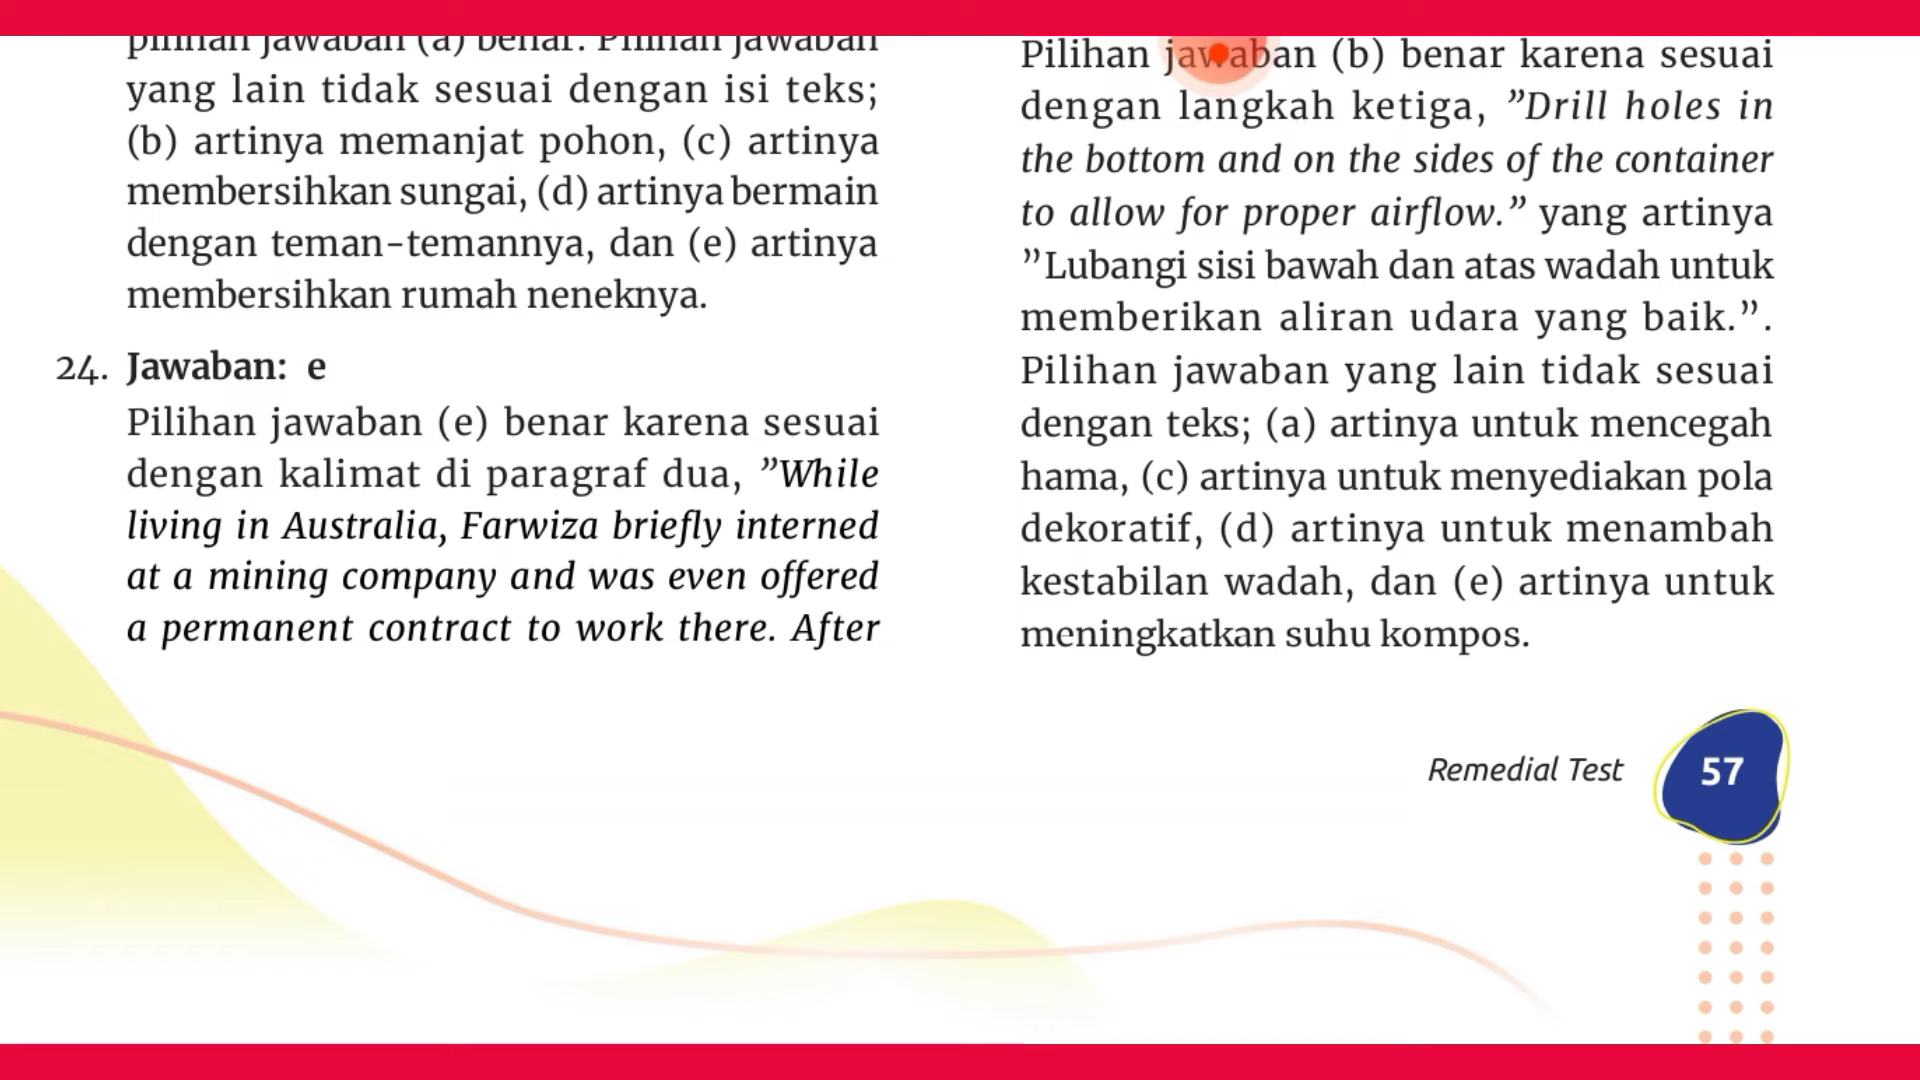 pilihan jawaban (a) benar. Pilihan jawaban
yang lain tidak sesuai dengan isi teks;
(b) artinya memanjat pohon, (c) artinya
membersihkan sungai, (d) artinya bermain
dengan teman-temannya, dan (e) artinya
membersihkan rumah neneknya.
24. Jawaban: e
Pilihan jawaban (e) benar karena sesuai
dengan kalimat di paragraf dua, ”While
living in Australia, Farwiza briefly interned
at a mining company and was even offered
a permanent contract to work there. After
Pilihan jawaban (b) benar karena sesuai
dengan langkah ketiga, ”Drill holes in
the bottom and on the sides of the container
to allow for proper airflow.” yang artinya
”Lubangi sisi bawah dan atas wadah untuk
memberikan aliran udara yang baik.”.
Pilihan jawaban yang lain tidak sesuai
dengan teks; (a) artinya untuk mencegah
hama, (c) artinya untuk menyediakan pola
dekoratif, (d) artinya untuk menambah
kestabilan wadah, dan (e) artinya untuk
meningkatkan suhu kompos.
Remedial Test
57